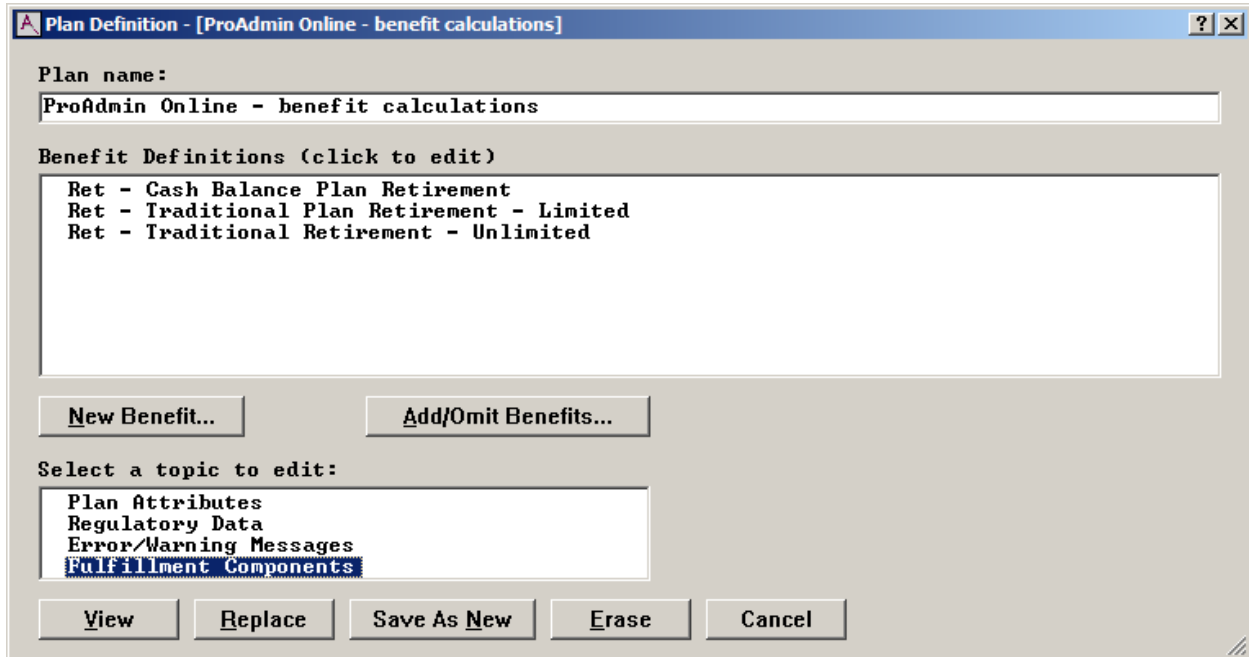 Plan Definition - [ProAdmin Online - benefit calculations]
Plan name:
ProAdmin Online - benefit calculations
Benefit Definitions (click to edit)
Ret - Cash Balance Plan Retirement
Ret - Traditional Plan Retirement - Limited
Ret - Traditional Retirement - Unlimited
New Benefit... Add/Omit Benefits...
Select a topic to edit:
Plan Attributes
Regulatory Data
Error/Warning Messages
Fulfillment Components
View Replace Save As New Erase Cancel